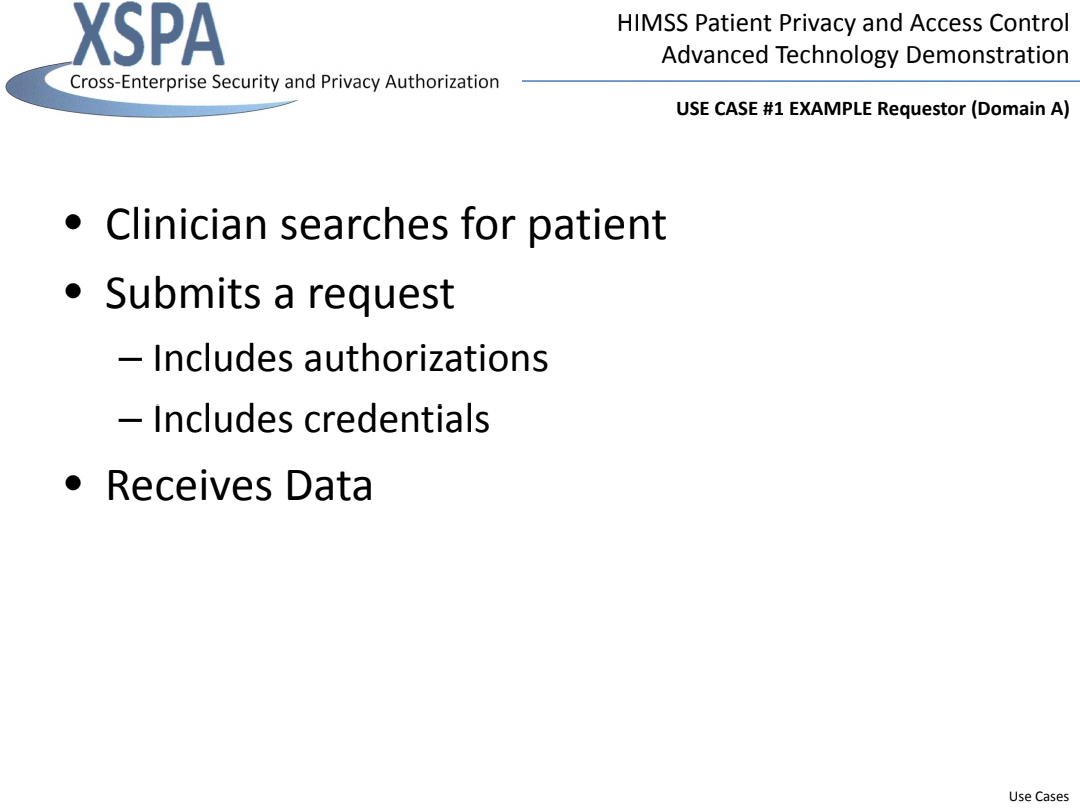 XSPA
Cross-Enterprise Security and Privacy Authorization
HIMSS Patient Privacy and Access Control
Advanced Technology Demonstration
USE CASE #1 EXAMPLE Requestor (Domain A)
• Clinician searches for patient
• Submits a request
– Includes authorizations
– Includes credentials
• Receives Data
Use Cases